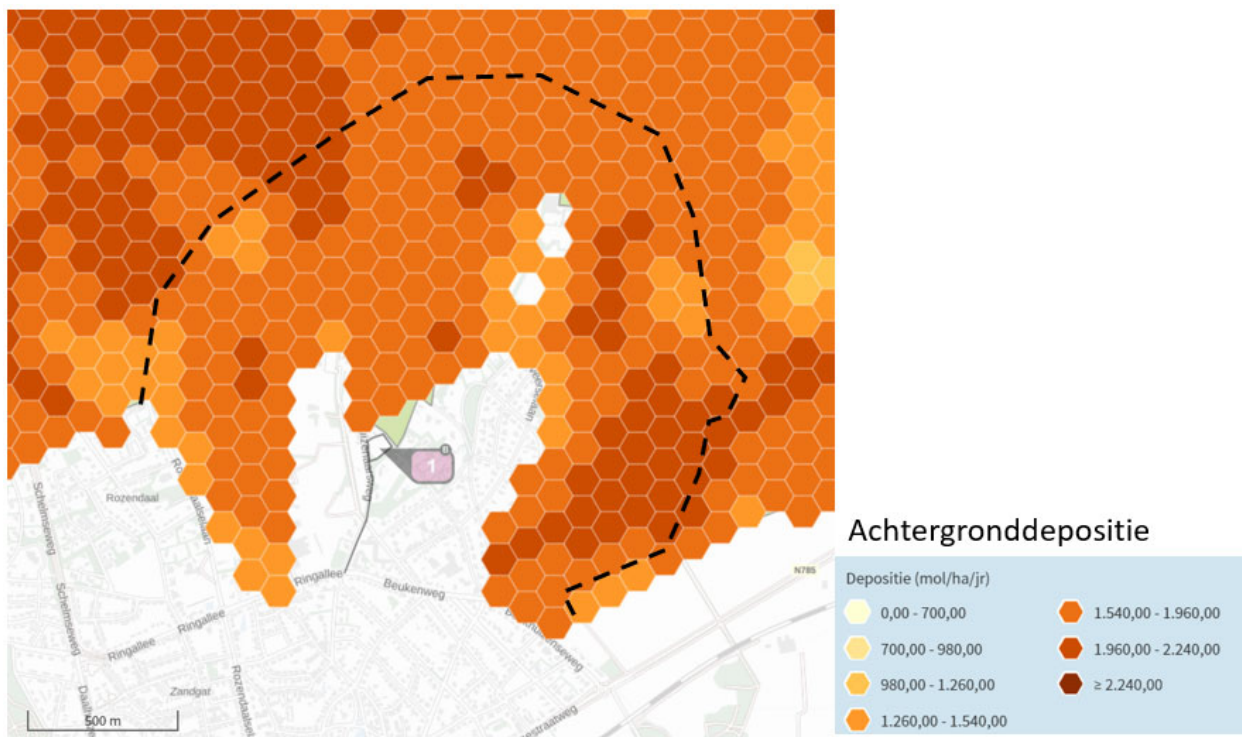 Rozendaal
Schelmseweg
1
Ringallee
Beukenweg
Schelmseweg
Ringallee
Ringallee
Zandgat
500 m
N785
Achtergronddepositie
Depositie (mol/ha/jr)
0,00 - 700,00
1.540,00 - 1.960,00
700,00 - 980,00
1.960,00 - 2.240,00
980,00 - 1.260,00
≥ 2.240,00
1.260,00 - 1.540,00